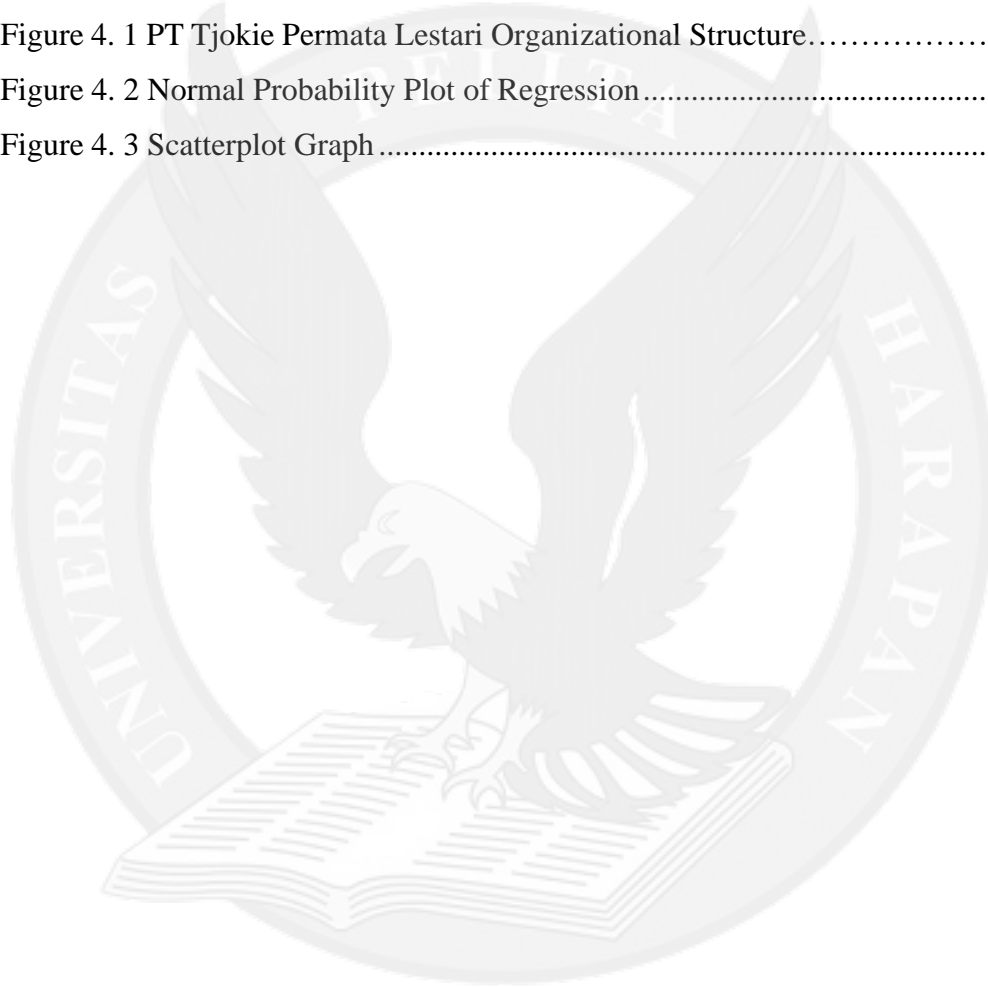 Figure 4. 1 PT Tjokie Permata Lestari Organizational Structure……………….
Figure 4. 2 Normal Probability Plot of Regression.........................................
Figure 4. 3 Scatterplot Graph..........................................................................
UNIVERSITAS PELITA HARAPAN